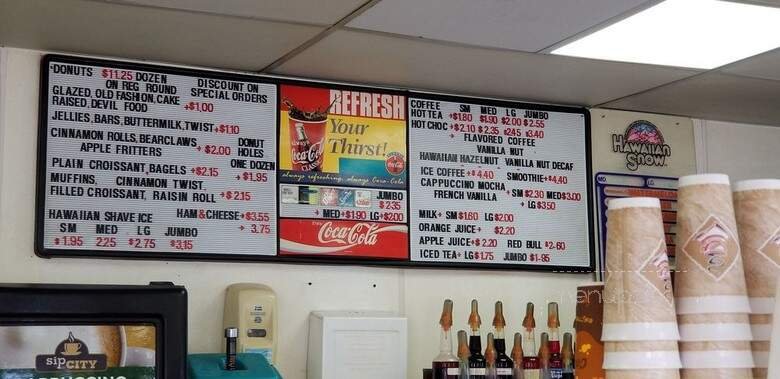 DONUTS $11.25 DOZEN
ON REG ROUND
DISCOUNT ON
SPECIAL ORDERS
GLAZED, OLD FASHION, CAKE
RAISED, DEVIL FOOD +$1.00
JELLIES, BARS, BUTTERMILK, TWIST +$1.10
CINNAMON ROLLS, BEARCLAWS
APPLE FRITTERS +$2.00
DONUT
HOLES
ONE DOZEN
+$1.95
PLAIN CROISSANT, BAGELS +$2.15
MUFFINS, CINNAMON TWIST,
FILLED CROISSANT, RAISIN ROLL +$2.15
HAWAIIAN SHAVE ICE
SM MED LG JUMBO
$1.95 2.25 $2.75 $3.15
HAM&CHEESE +$3.55
+ 3.75
REFRESH
Your
Thirst!
Always
Coca-Cola
CLASSIC
always refreshing, always Coca-Cola
JUMBO
$2.35
+ MED+$1.90 LG+$2.00
Coca-Cola
COFFEE SM MED LG JUMBO
HOT TEA +$1.80 $1.90 $2.00 $2.55
HOT CHOC +$2.10 $2.35 $2.45 $3.40
FLAVORED COFFEE
VANILLA NUT
HAWAIIAN HAZELNUT VANILLA NUT DECAF
ICE COFFEE +$4.40 SMOOTHIE +$4.40
CAPPUCCINO MOCHA
FRENCH VANILLA +SM $2.30 MED $3.00
+LG $3.50
MILK+ SM $1.60 LG $2.00
ORANGE JUICE+ +$2.20
APPLE JUICE+$2.20 RED BULL $2-60
ICED TEA+ LG $1.75 JUMBO $1-95
HAWAIIAN
SNOW
sipCITY